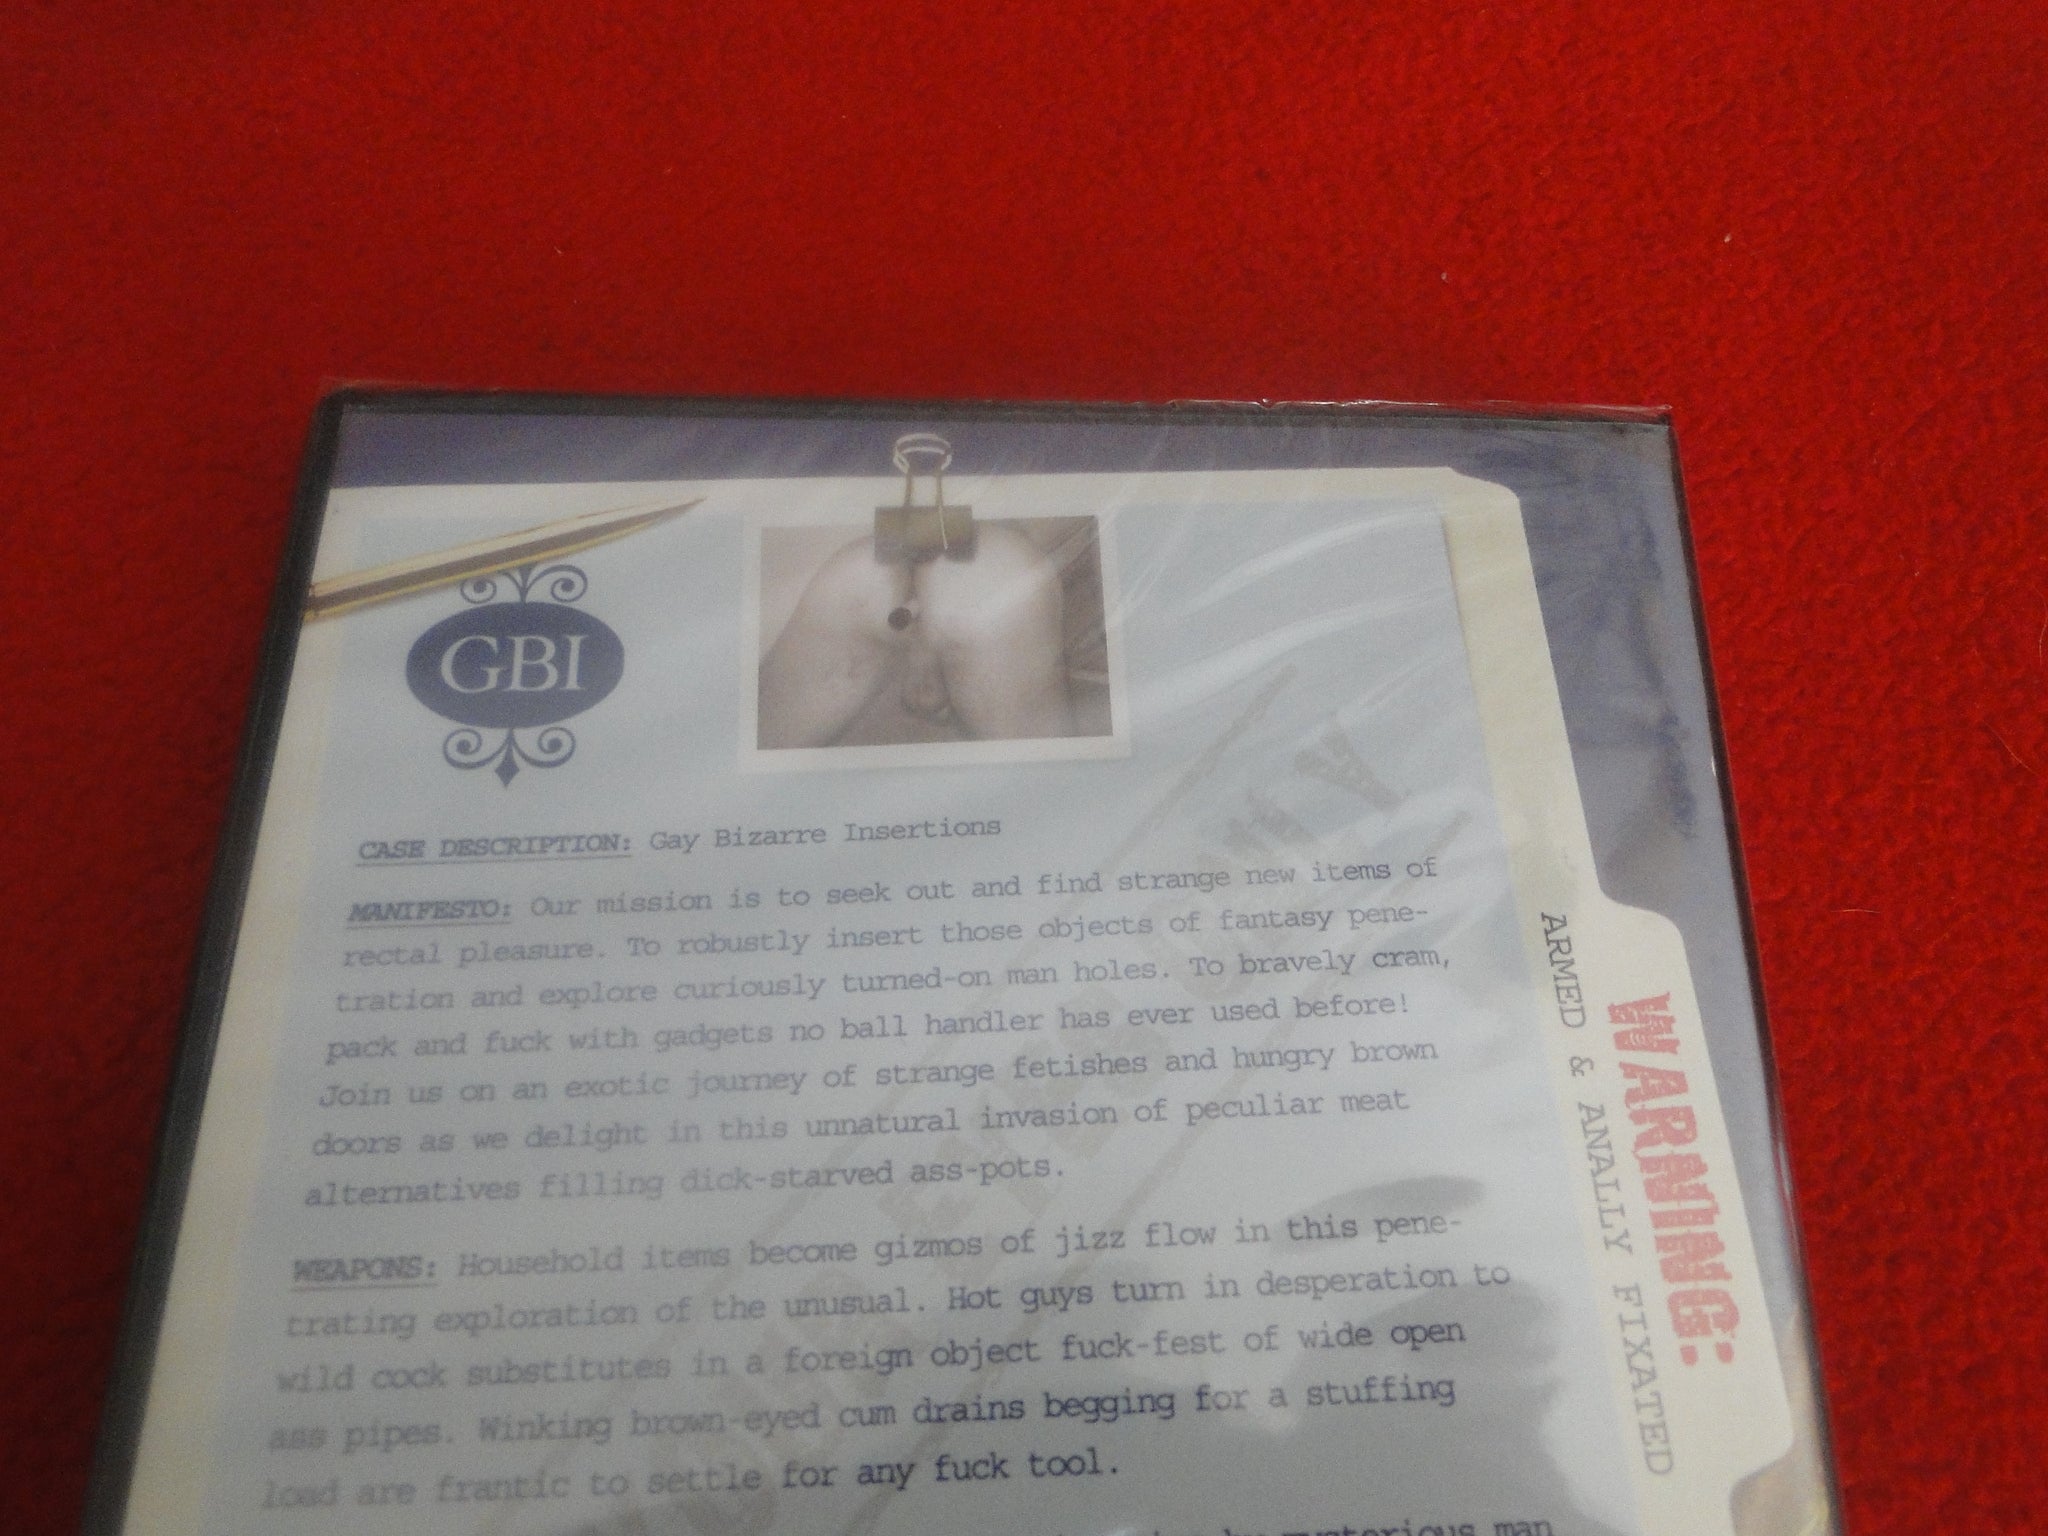 GBI
CASE DESCRIPTION: Gay Bizarre Insertions
MANIFESTO: Our mission is to seek out and find strange new items of
rectal pleasure. To robustly insert those objects of fantasy pene-
tration and explore curiously turned-on man holes. To bravely cram,
pack and fuck with gadgets no ball handler has ever used before!
Join us on an exotic journey of strange fetishes and hungry brown
doors as we delight in this unnatural invasion of peculiar meat
alternatives filling dick-starved ass-pots.
WEAPONS: Household items become gizmos of jizz flow in this pene-
trating exploration of the unusual. Hot guys turn in desperation to
wild cock substitutes in a foreign object fuck-fest of wide open
ass pipes. Winking brown-eyed cum drains begging for a stuffing
load are frantic to settle for any fuck tool.
by mysterious man
WARNING:
ARMED & ANALLY FIXATED